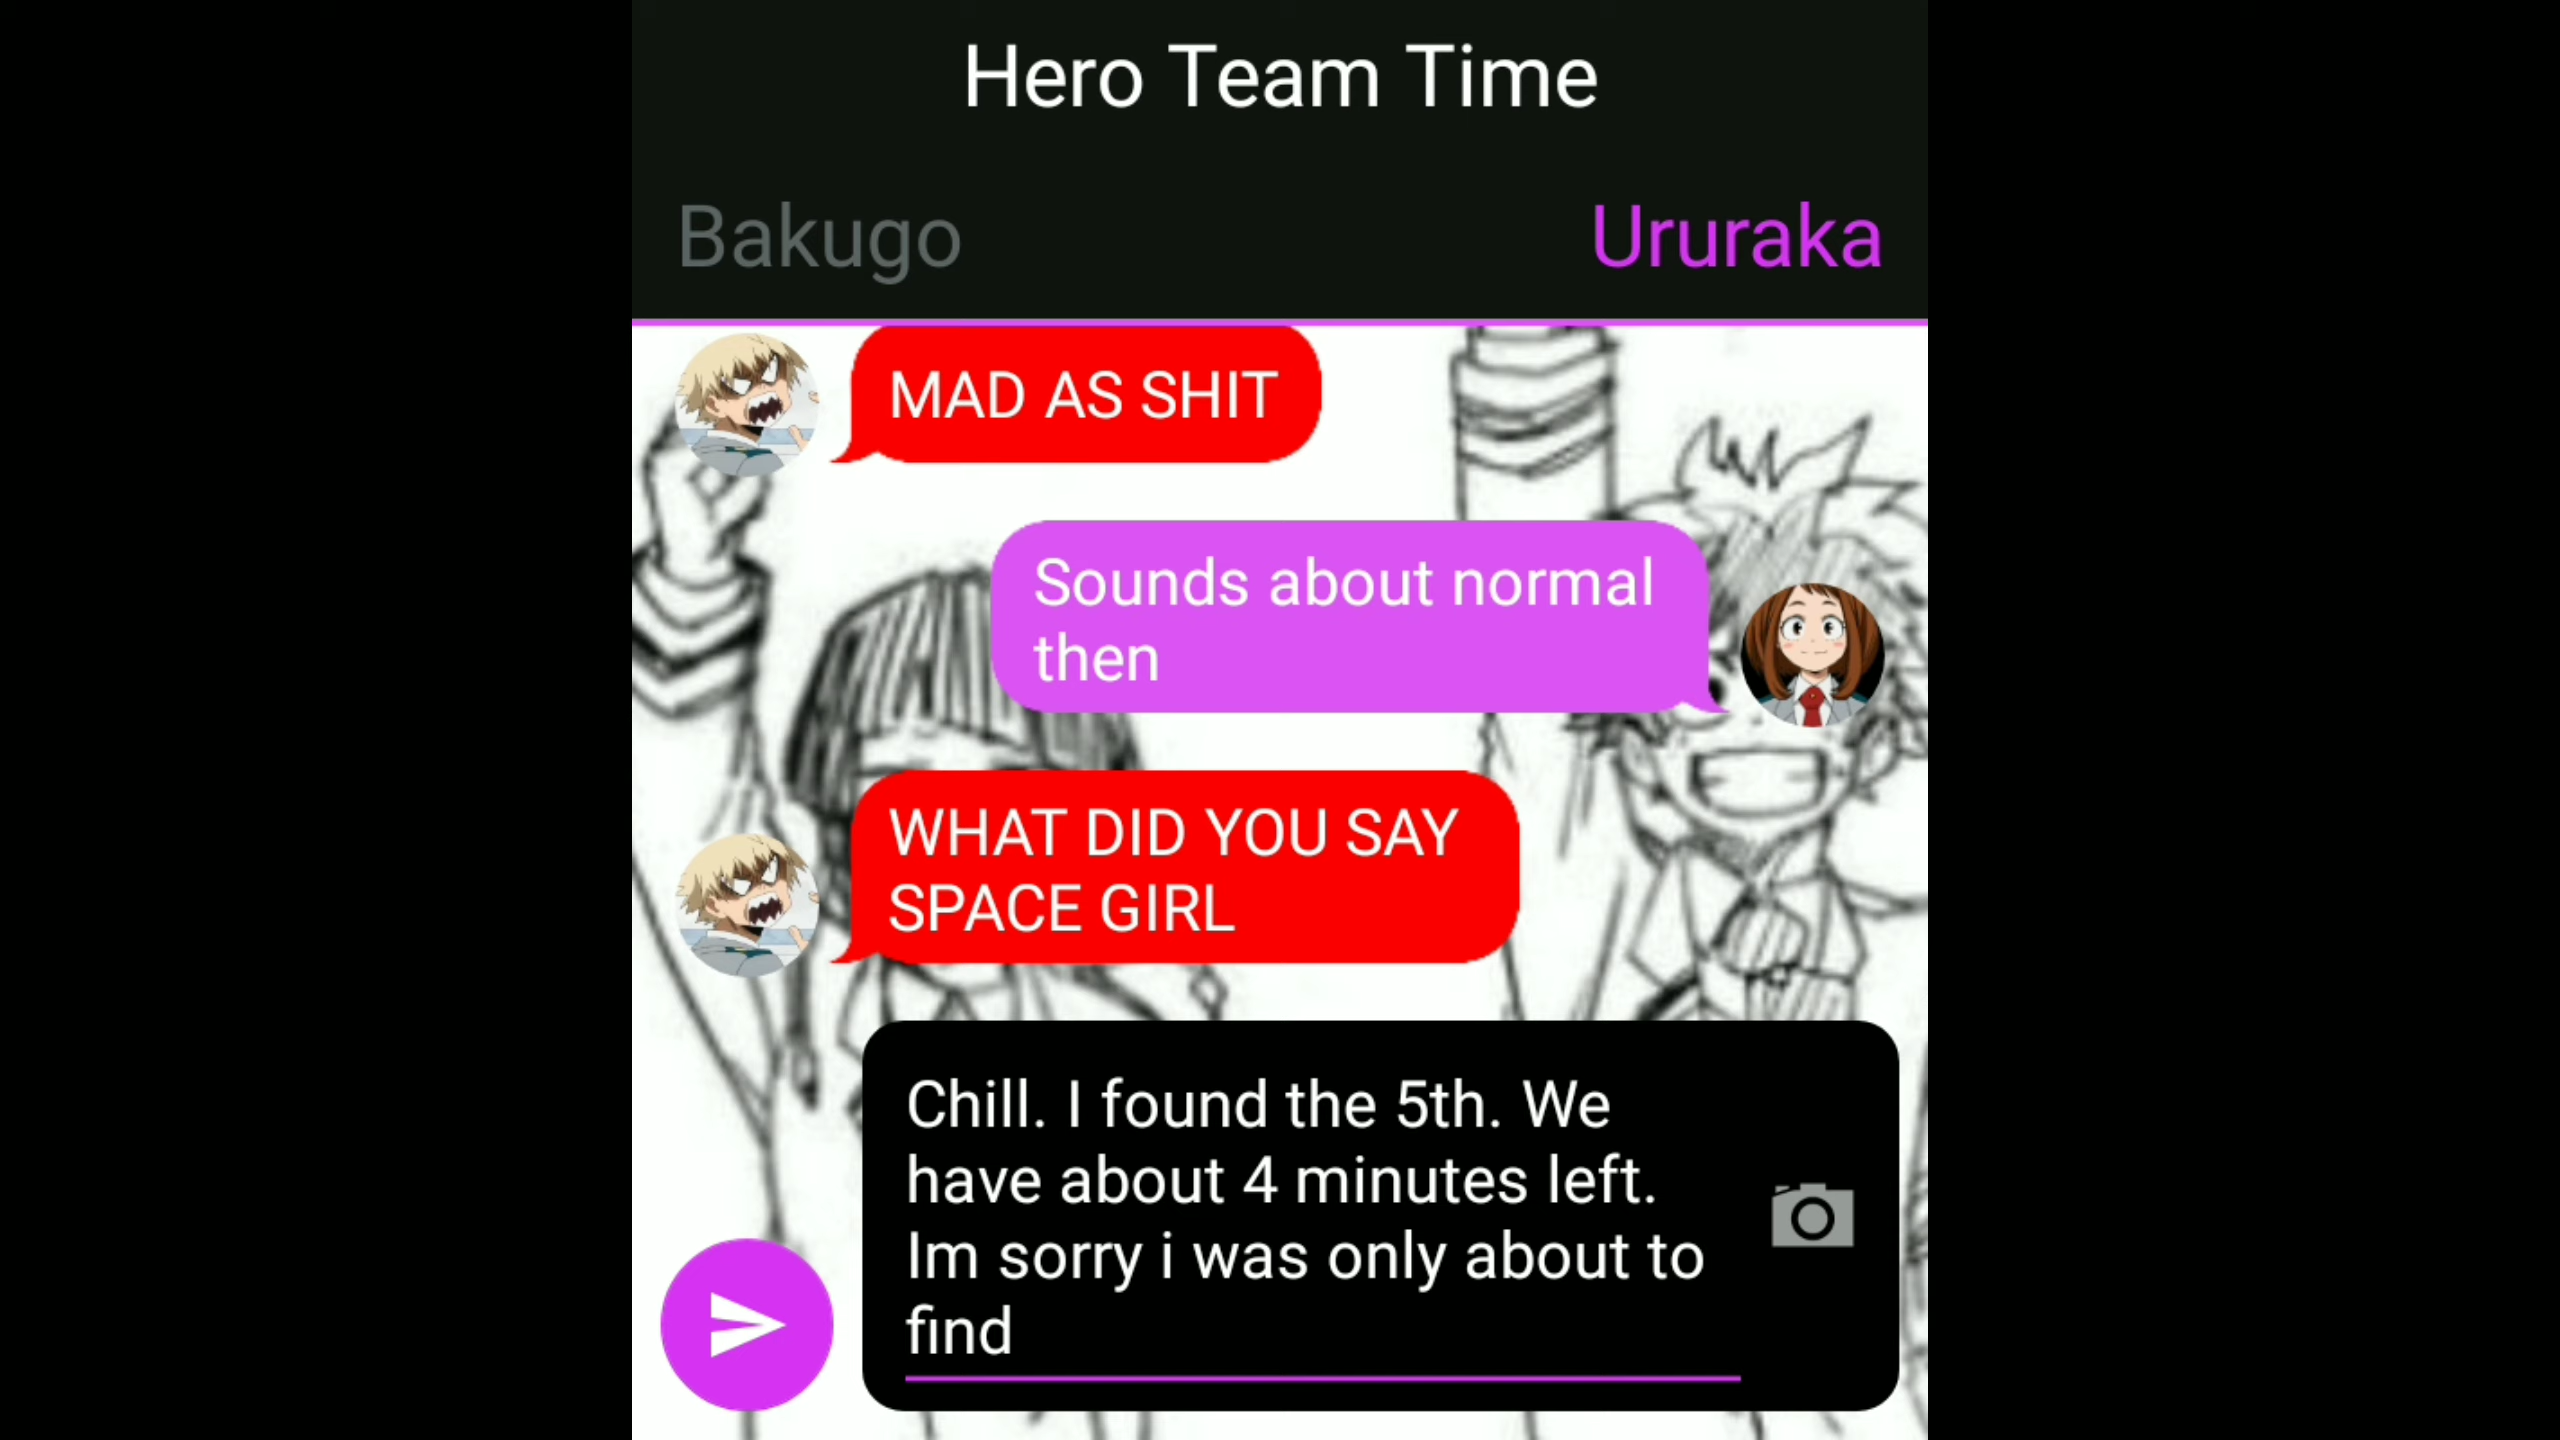 Hero Team Time
Bakugo
Ururaka
MAD AS SHIT
Sounds about normal
then
WHAT DID YOU SAY
SPACE GIRL
Chill. I found the 5th. We
have about 4 minutes left.
Im sorry i was only about to
find